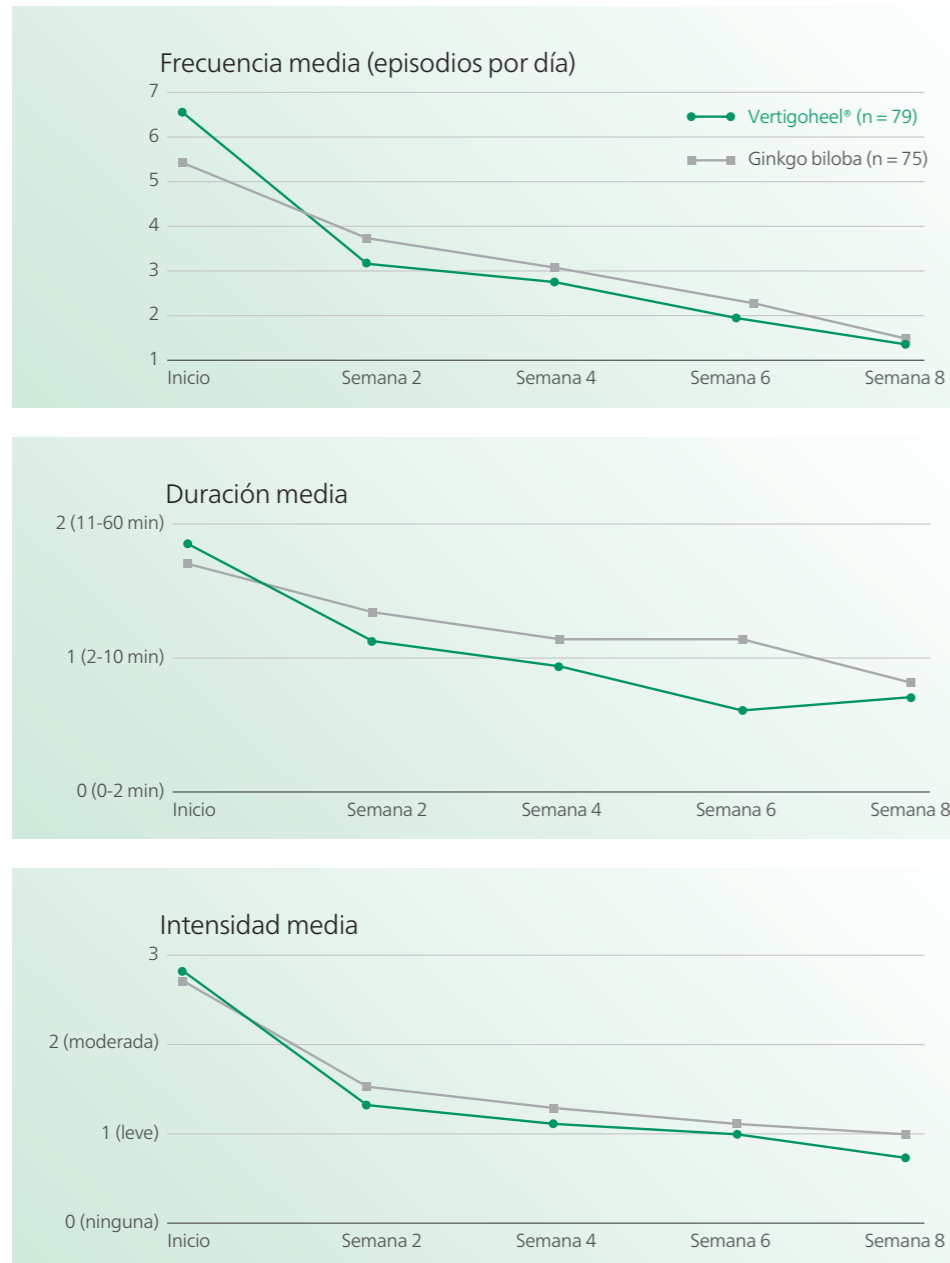 Frecuencia media (episodios por día)
7
6
5
4
3
2
1
Vertigoheel® (n = 79)
Ginkgo biloba (n = 75)
Inicio Semana 2 Semana 4 Semana 6 Semana 8
Duración media
2 (11-60 min)
1 (2-10 min)
0 (0-2 min)
Inicio Semana 2 Semana 4 Semana 6 Semana 8
Intensidad media
3
2 (moderada)
1 (leve)
0 (ninguna)
Inicio Semana 2 Semana 4 Semana 6 Semana 8